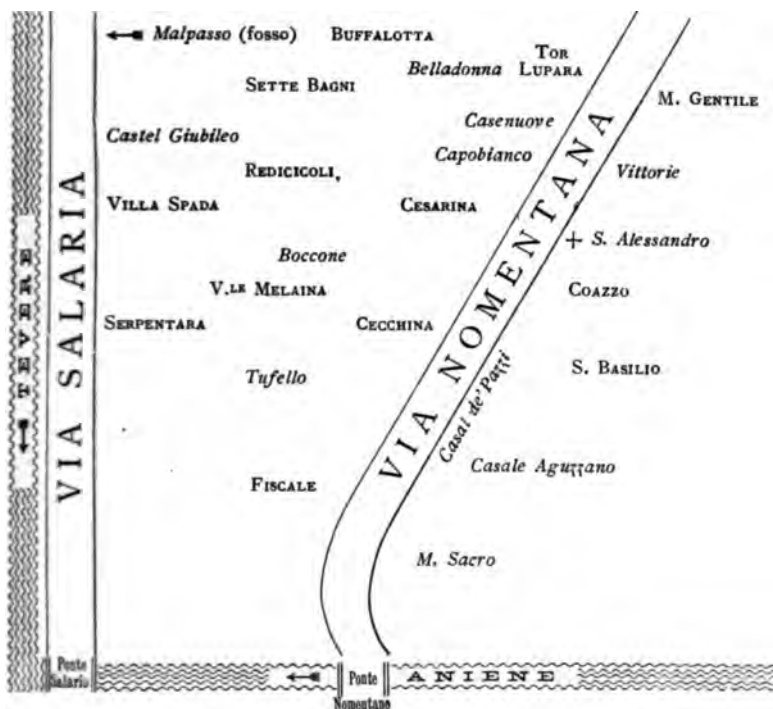 Malpasso (fosso)
BUFFALOTTA
TOR
LUPARA
Belladonna
SETTE BAGNI
M. GENTILE
Casenuove
Castel Giubileo
Capobianco
REDICICOLI,
Vittorie
VILLA SPADA
CESARINA
S. Alessandro
Boccone
V.LE MELAINA
COAZZO
SERPENTARA
CECCHINA
S. BASILIO
Tufello
Casal de' Pazzi
Casale Aguzzano
FISCALE
M. Sacro
TEVERE
VIA SALARIA
VIA NOMENTANA
Ponte
Salario
Ponte
Nomentano
ANIENE